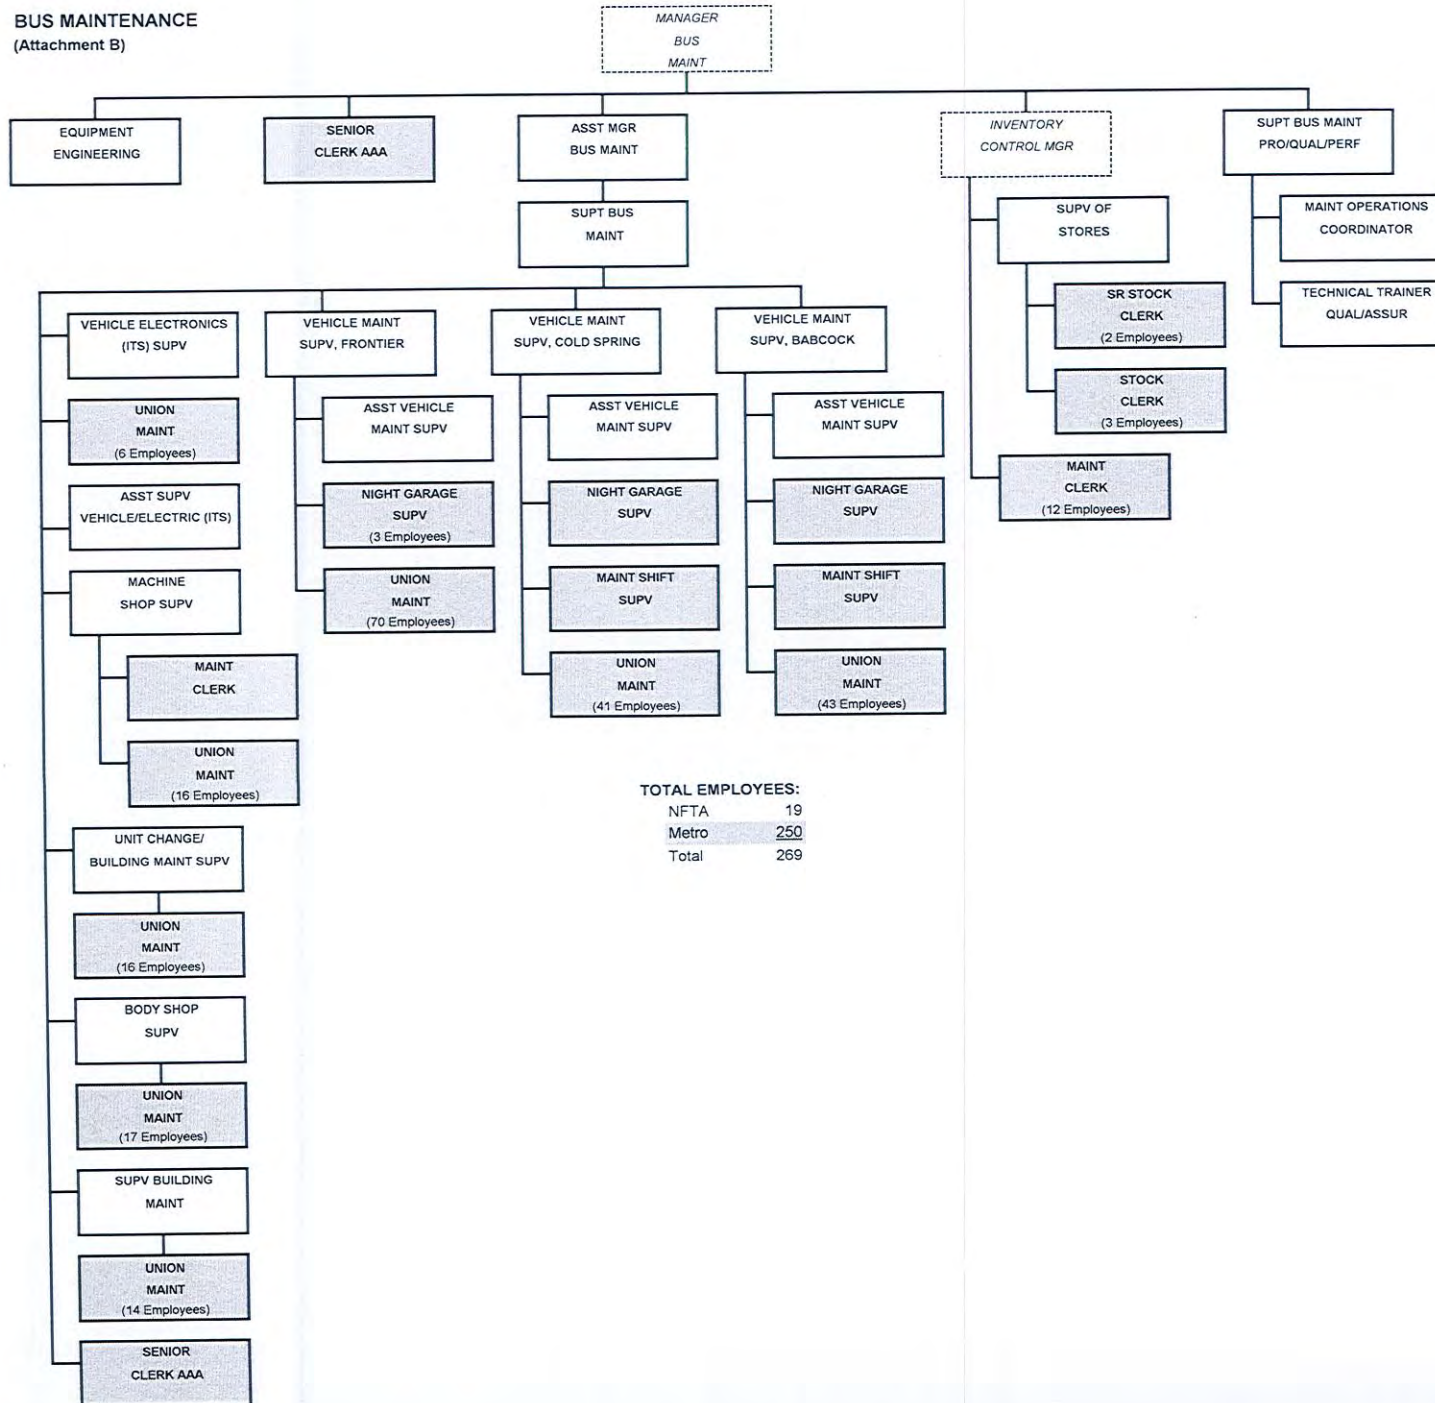 BUS MAINTENANCE
(Attachment B)
MANAGER
BUS
MAINT
EQUIPMENT
ENGINEERING
SENIOR
CLERK AAA
ASST MGR
BUS MAINT
INVENTORY
CONTROL MGR
SUPT BUS MAINT
PRO/QUAL/PERF
SUPT BUS
MAINT
SUPV OF
STORES
MAINT OPERATIONS
COORDINATOR
SR STOCK
CLERK
(2 Employees)
TECHNICAL TRAINER
QUAL/ASSUR
STOCK
CLERK
(3 Employees)
MAINT
CLERK
(12 Employees)
VEHICLE ELECTRONICS
(ITS) SUPV
UNION
MAINT
(6 Employees)
ASST SUPV
VEHICLE/ELECTRIC (ITS)
MACHINE
SHOP SUPV
MAINT
CLERK
UNION
MAINT
(16 Employees)
UNIT CHANGE/
BUILDING MAINT SUPV
UNION
MAINT
(16 Employees)
BODY SHOP
SUPV
UNION
MAINT
(17 Employees)
SUPV BUILDING
MAINT
UNION
MAINT
(14 Employees)
SENIOR
CLERK AAA
VEHICLE MAINT
SUPV, FRONTIER
ASST VEHICLE
MAINT SUPV
NIGHT GARAGE
SUPV
(3 Employees)
UNION
MAINT
(70 Employees)
VEHICLE MAINT
SUPV, COLD SPRING
ASST VEHICLE
MAINT SUPV
NIGHT GARAGE
SUPV
MAINT SHIFT
SUPV
UNION
MAINT
(41 Employees)
VEHICLE MAINT
SUPV, BABCOCK
ASST VEHICLE
MAINT SUPV
NIGHT GARAGE
SUPV
MAINT SHIFT
SUPV
UNION
MAINT
(43 Employees)
TOTAL EMPLOYEES:
NFTA 19
Metro 250
Total 269